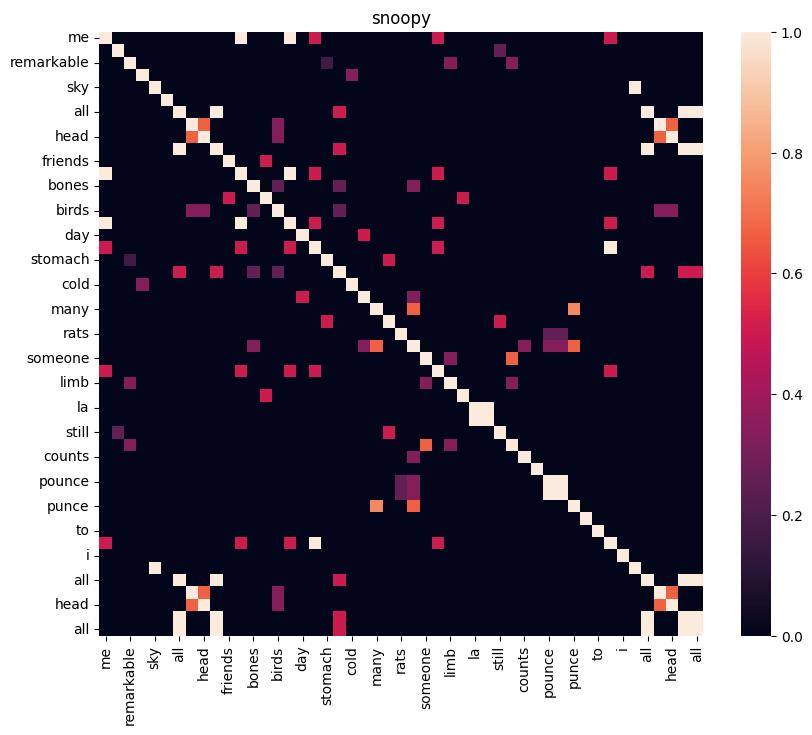 snoopy
me
remarkable
sky
all
head
friends
bones
birds
day
stomach
cold
many
rats
someone
limb
la
still
counts
pounce
punce
to
i
all
head
all
1.0
0.8
0.6
0.4
0.2
0.0
me
remarkable
sky
all
head
friends
bones
birds
day
stomach
cold
many
rats
someone
limb
la
still
counts
pounce
punce
to
i
all
head
all